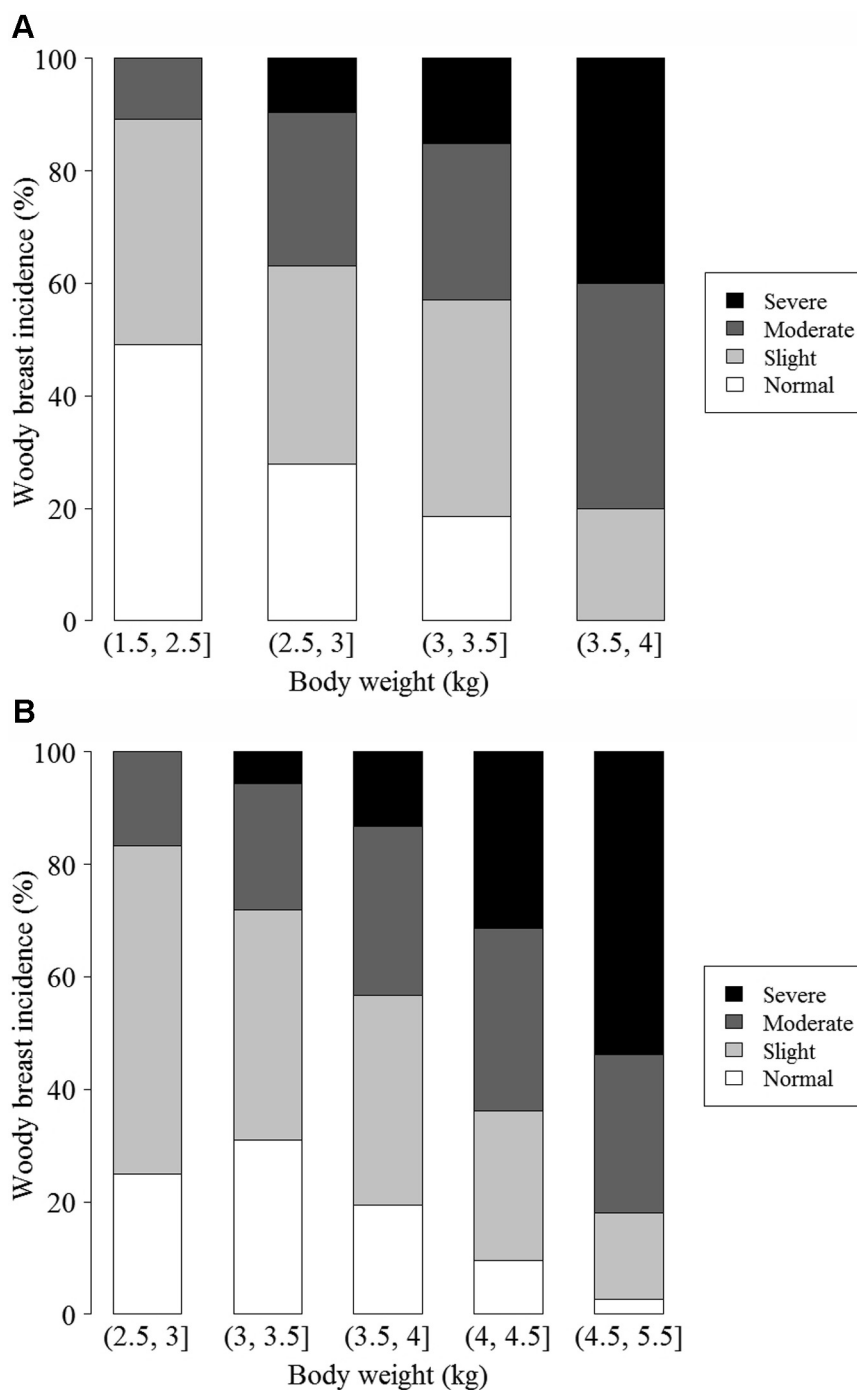 A
Woody breast incidence (%)
100
80
60
40
20
0
(1.5, 2.5] (2.5, 3] (3, 3.5] (3.5, 4]
Body weight (kg)
Severe
Moderate
Slight
Normal
B
Woody breast incidence (%)
100
80
60
40
20
0
(2.5, 3] (3, 3.5] (3.5, 4] (4, 4.5] (4.5, 5.5]
Body weight (kg)
Severe
Moderate
Slight
Normal